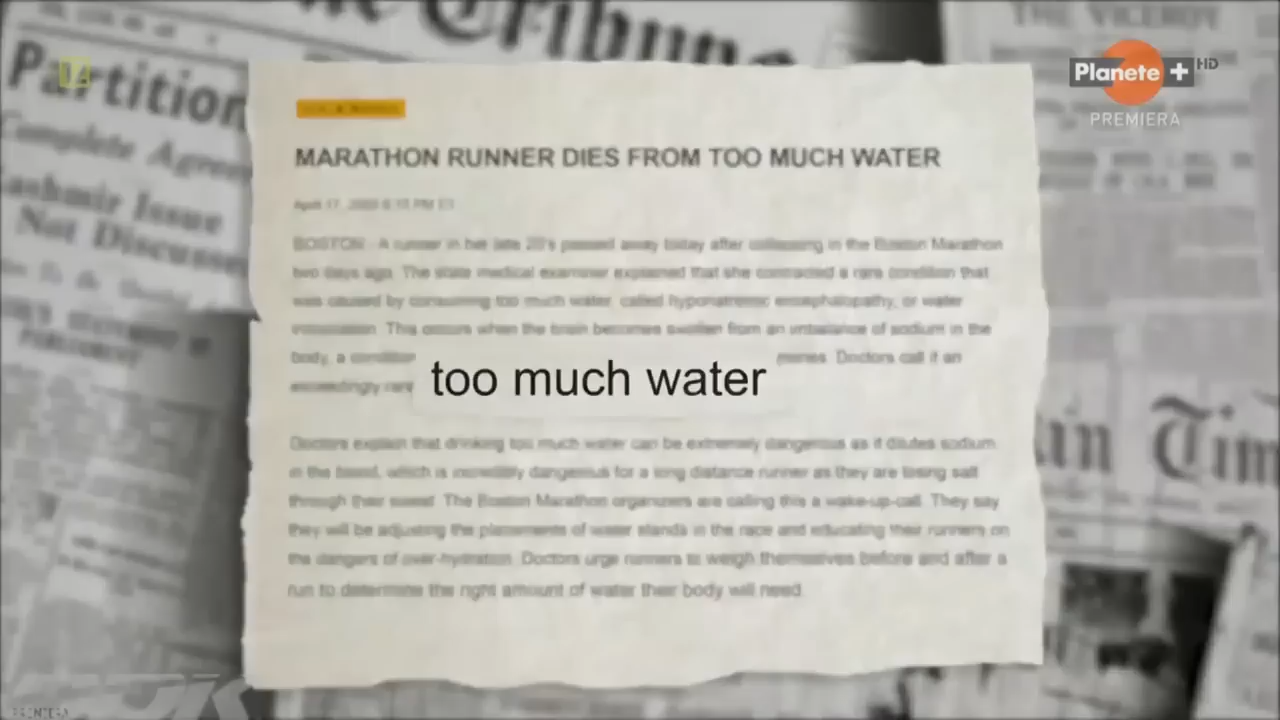 The Tribune
Partition
Complete Agree
Kashmir Issue
Not Discusse
Planete +
HD
PREMIERA
MARATHON RUNNER DIES FROM TOO MUCH WATER
BOSTON - A runner in her late 20's passed away today after collapsing in the Boston Marathon
two days ago. The state medical examiner explained that she contracted a rare condition that
was caused by consuming too much water, called hyponatremic encephalopathy, or water
intoxication. This occurs when the brain becomes swollen from an imbalance of sodium in the
body, a condition Doctors call it an
exceedingly rare
too much water
Doctors explain that drinking too much water can be extremely dangerous as it dilutes sodium
in the blood, which is incredibly dangerous for a long distance runner as they are losing salt
through their sweat. The Boston Marathon organizers are calling this a wake-up-call. They say
they will be adjusting the placements of water stands in the race and educating their runners on
the dangers of over-hydration. Doctors urge runners to weigh themselves before and after a
run to determine the right amount of water their body will need.
in Tim
PREMIERA